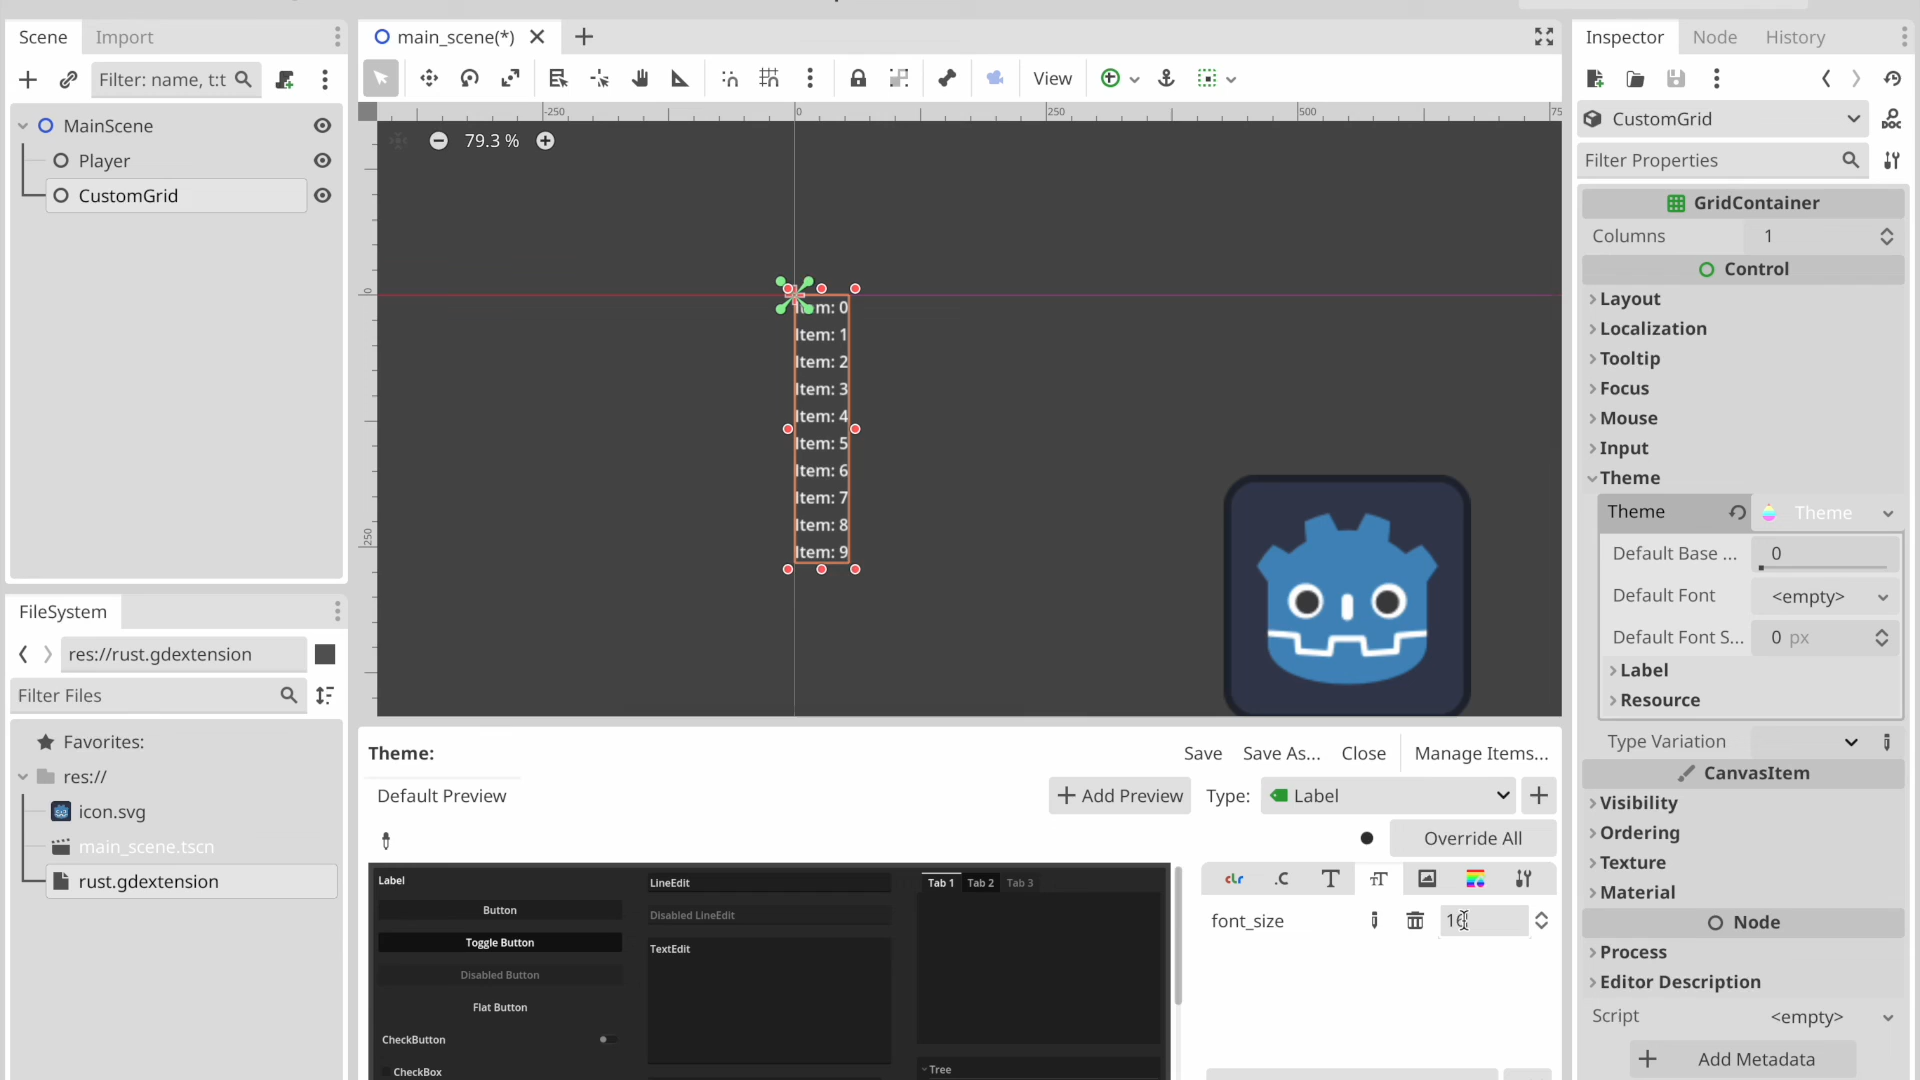 Scene
Import
Filter: name, t:t
MainScene
Player
CustomGrid
FileSystem
res://rust.gdextension
Filter Files
Favorites:
res://
icon.svg
main_scene.tscn
rust.gdextension
main_scene(*)
View
-250
0
250
500
75
79.3 %
0
250
Item: 1
Item: 2
Item: 3
Item: 4
Item: 5
Item: 6
Item: 7
Item: 8
Item: 9
Theme:
Save
Save As...
Close
Manage Items...
Default Preview
Add Preview
Type:
Label
Override All
Label
Button
Toggle Button
Disabled Button
Flat Button
CheckButton
CheckBox
LineEdit
Disabled LineEdit
TextEdit
Tab 1
Tab 2
Tab 3
Tree
clr
.C
font_size
Inspector
Node
History
CustomGrid
DOC
Filter Properties
GridContainer
Columns
1
Control
Layout
Localization
Tooltip
Focus
Mouse
Input
Theme
Theme
Theme
Default Base ...
0
Default Font
<empty>
Default Font S...
0 px
Label
Resource
Type Variation
CanvasItem
Visibility
Ordering
Texture
Material
Node
Process
Editor Description
Script
<empty>
Add Metadata